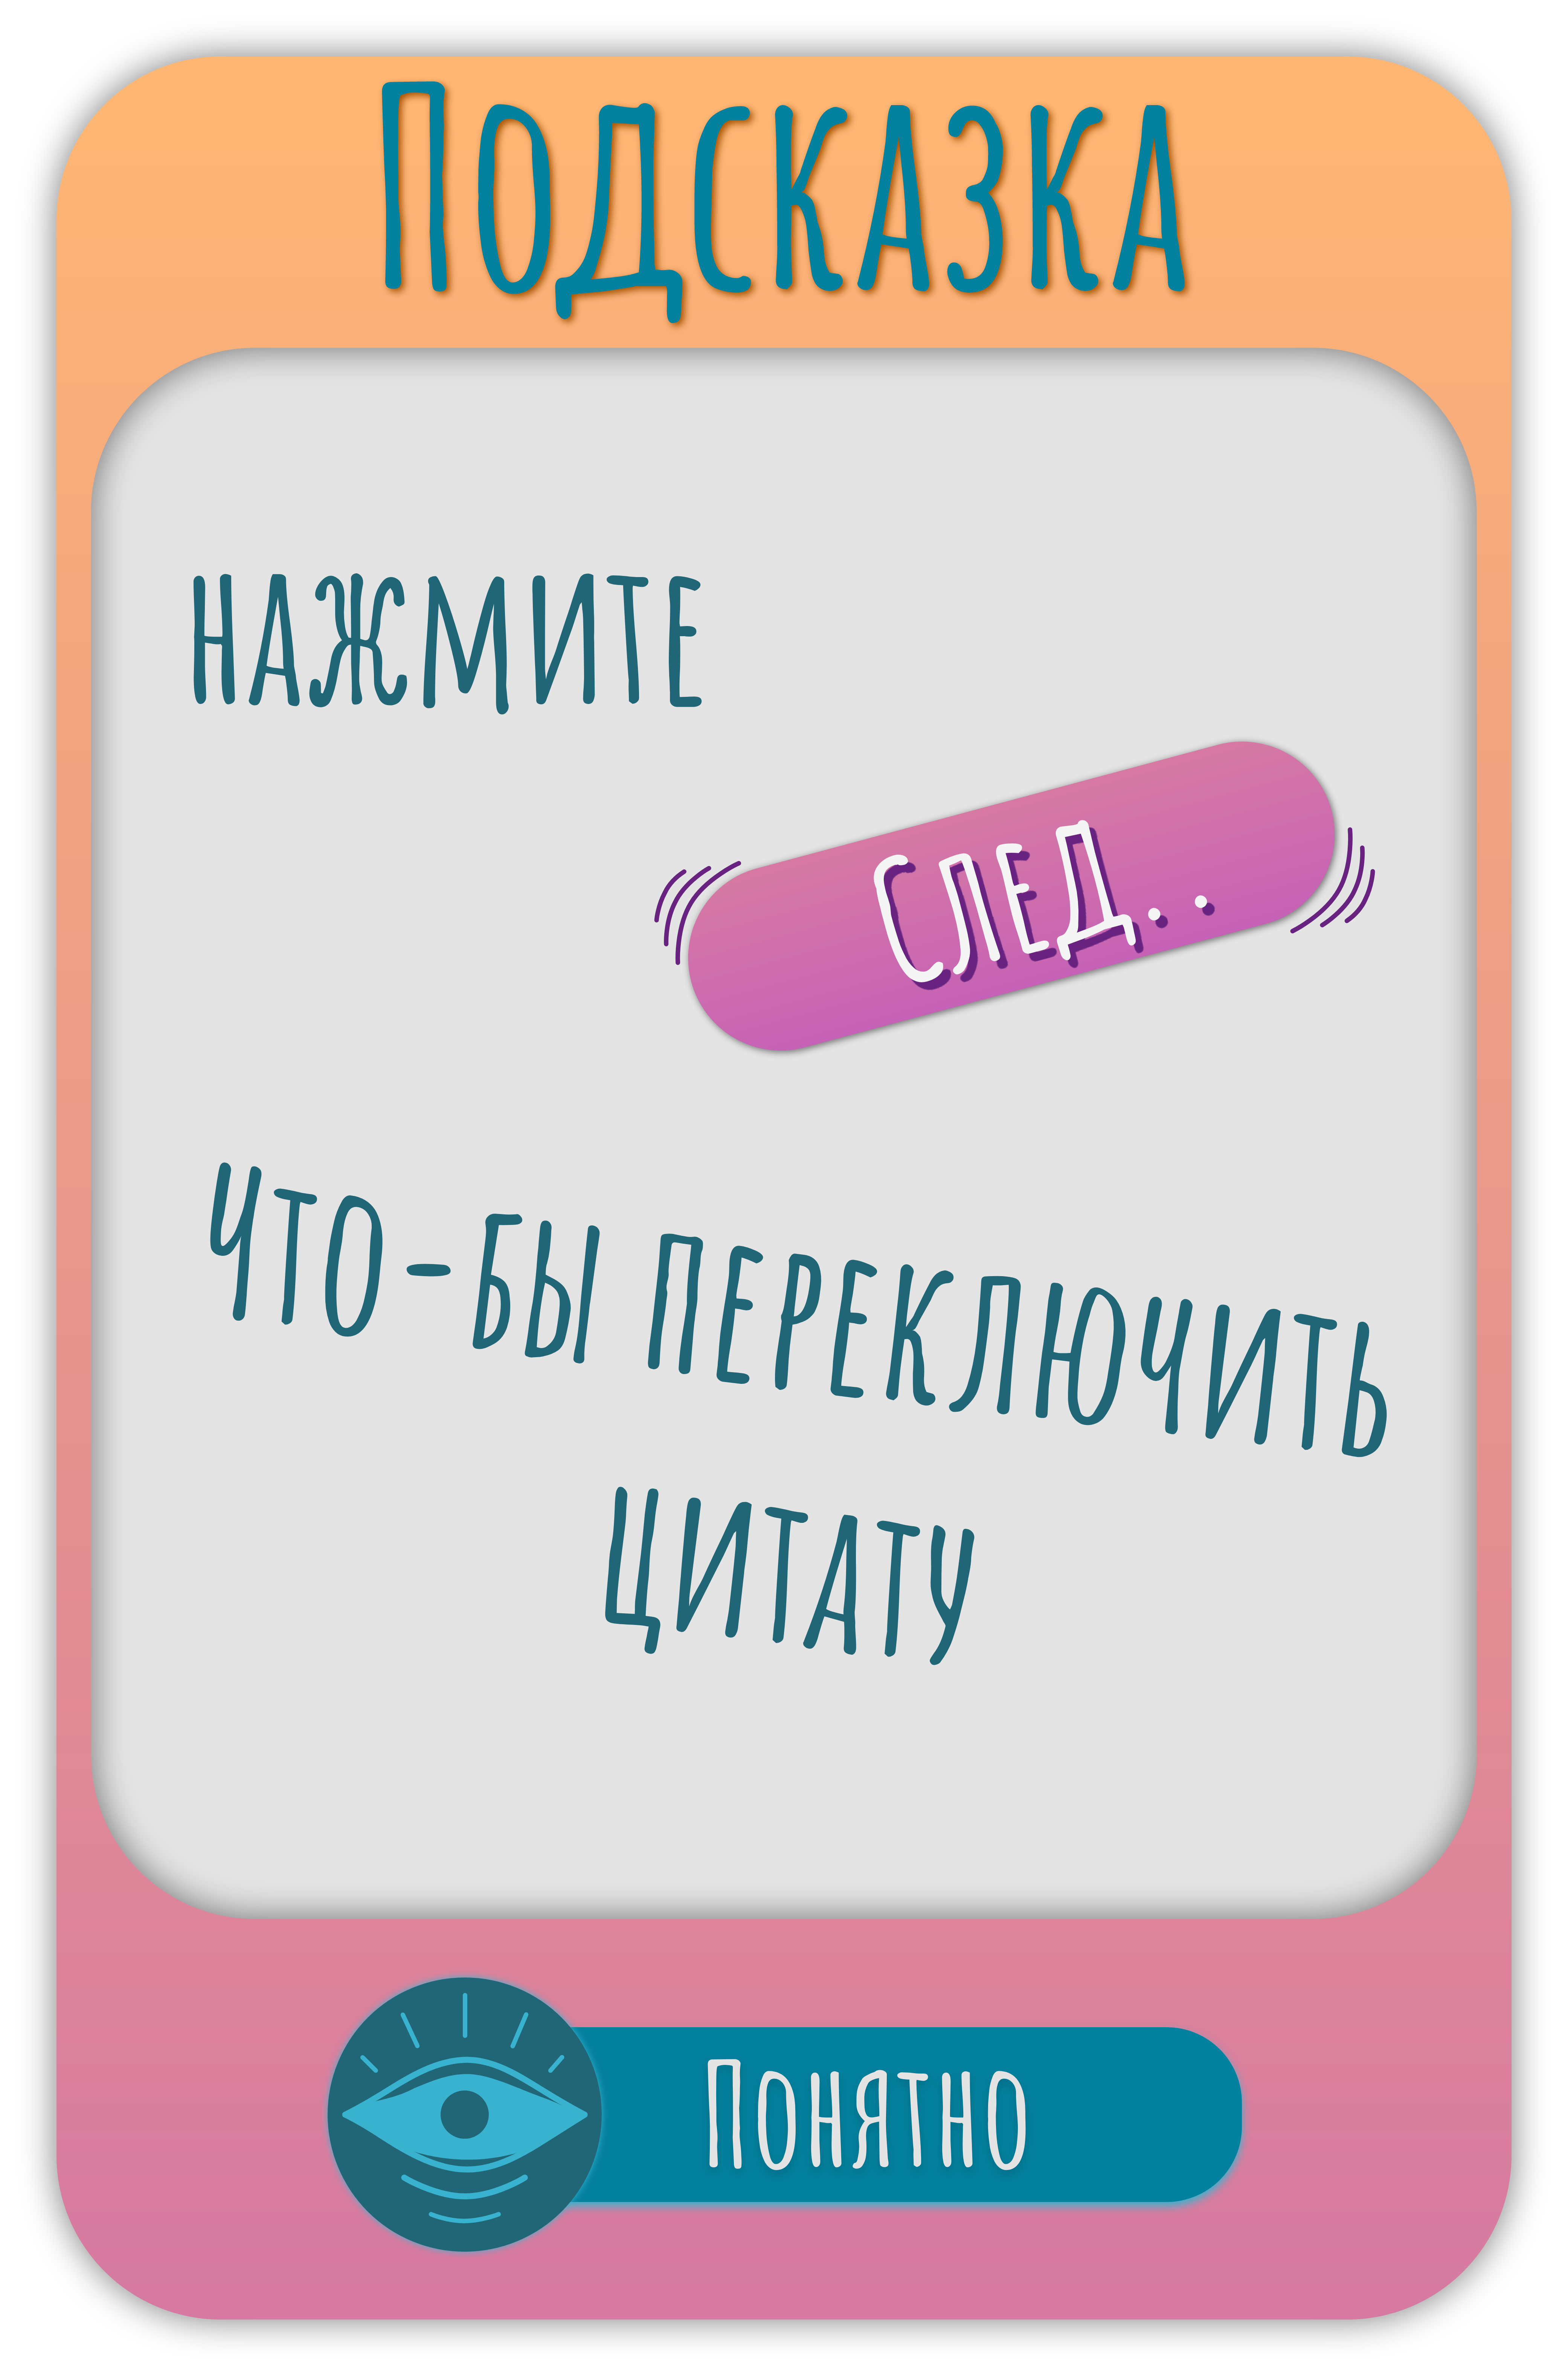 Подсказка
нажмите
След..
что-бы переключить
цитату
Понятно